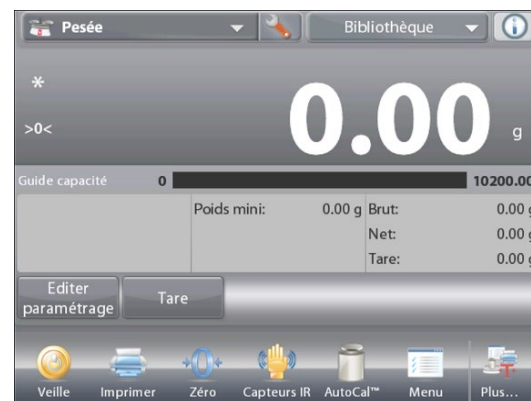 Pesée Bibliothèque
*
>0< 0.00 g
Guide capacité 0 10200.00
Poids mini: 0.00 g Brut: 0.00 g
Net: 0.00 g
Tare: 0.00 g
Editer
paramétrage
Tare
Veille Imprimer Zéro Capteurs IR AutoCal™ Menu Plus...